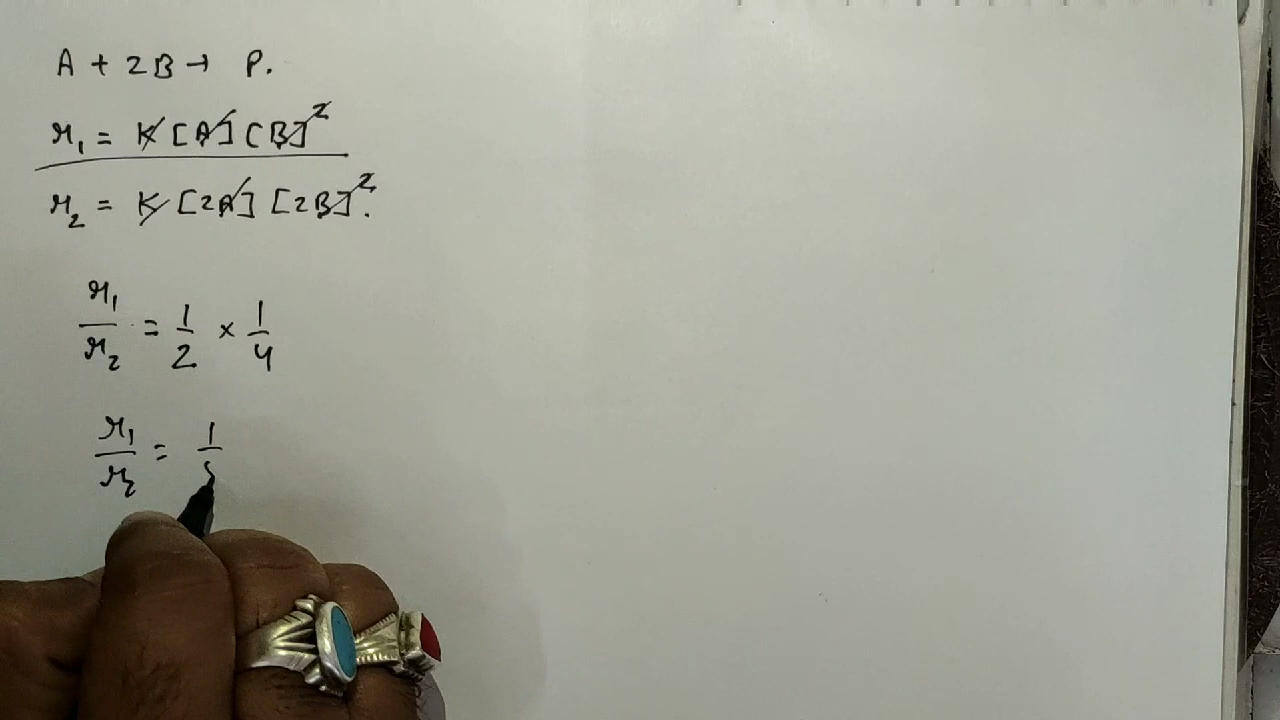 A + 2B → P.
r₁ = K [A] [B]²
r₂ = K [2A] [2B]².
r₁/r₂ = 1/2 × 1/4
r₁/r₂ = 1/